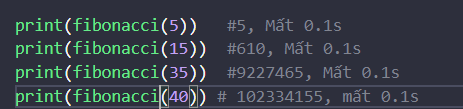 print(fibonacci(5)) #5, Mất 0.1s
print(fibonacci(15)) #610, Mất 0.1s
print(fibonacci(35)) #9227465, Mất 0.1s
print(fibonacci(40)) # 102334155, mất 0.1s